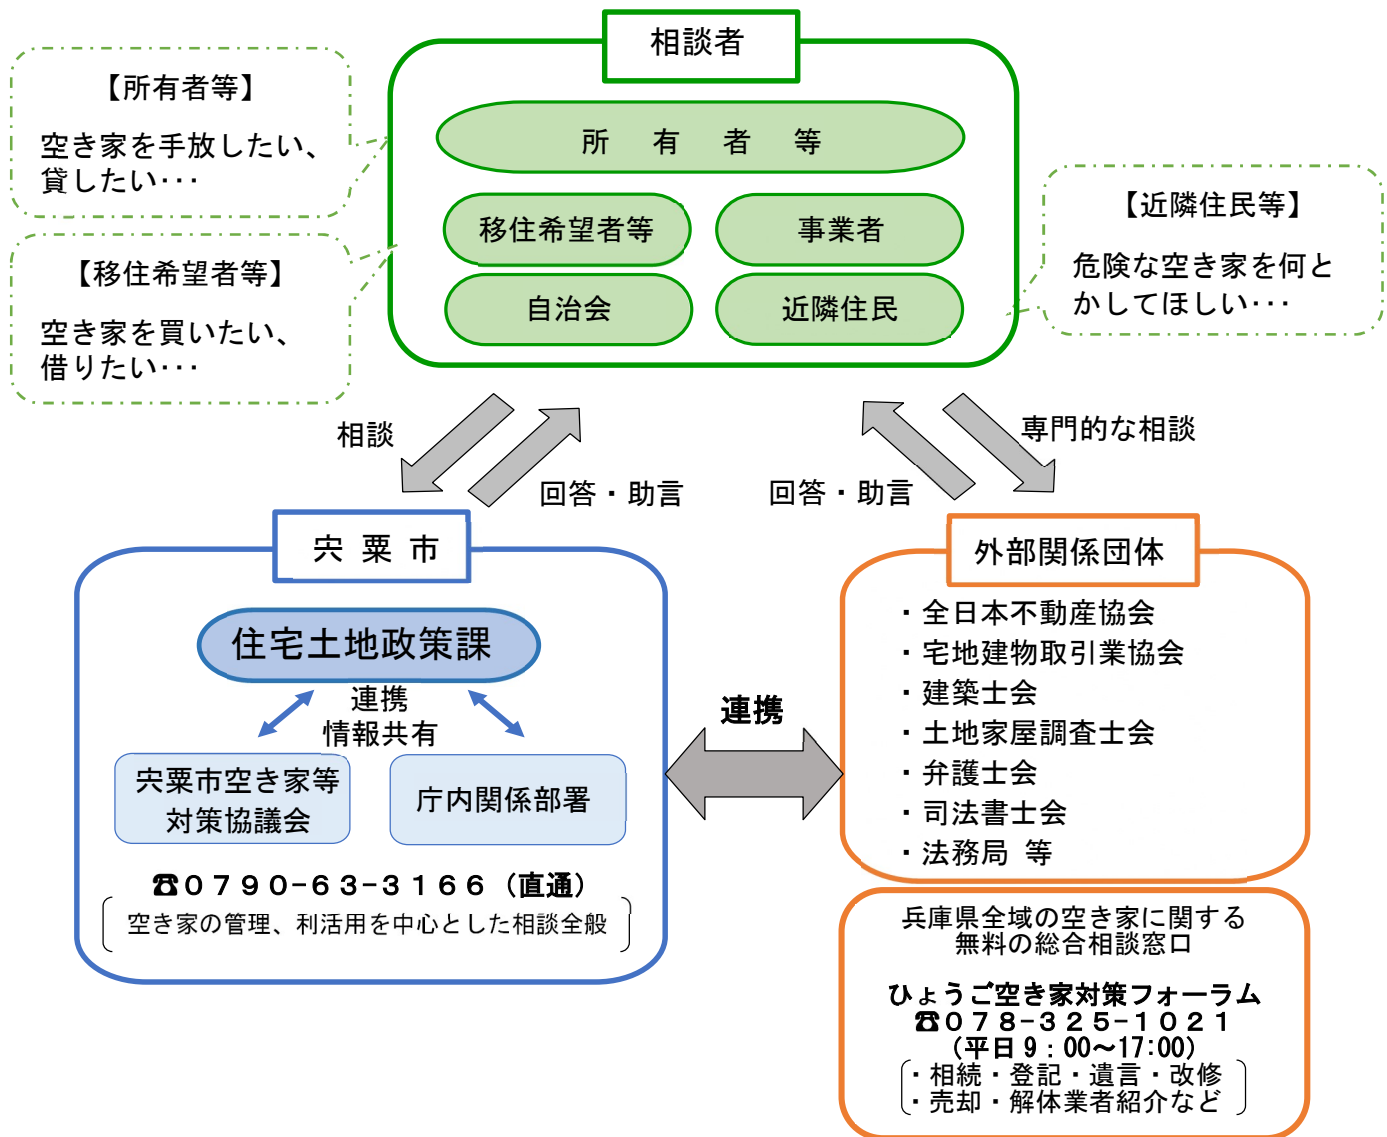 相談者
【所有者等】
空き家を手放したい、
貸したい･･･
所有者等
移住希望者等
事業者
自治会
近隣住民
【移住希望者等】
空き家を買いたい、
借りたい･･･
【近隣住民等】
危険な空き家を何と
かしてほしい･･･
相談
回答・助言
回答・助言
専門的な相談
宍粟市
住宅土地政策課
連携
情報共有
宍粟市空き家等
対策協議会
庁内関係部署
☎０７９０-６３-３１６６（直通）
空き家の管理、利活用を中心とした相談全般
連携
外部関係団体
・全日本不動産協会
・宅地建物取引業協会
・建築士会
・土地家屋調査士会
・弁護士会
・司法書士会
・法務局 等
兵庫県全域の空き家に関する
無料の総合相談窓口
ひょうご空き家対策フォーラム
☎０７８-３２５-１０２１
（平日９：00～17:00）
・相続・登記・遺言・改修
・売却・解体業者紹介など